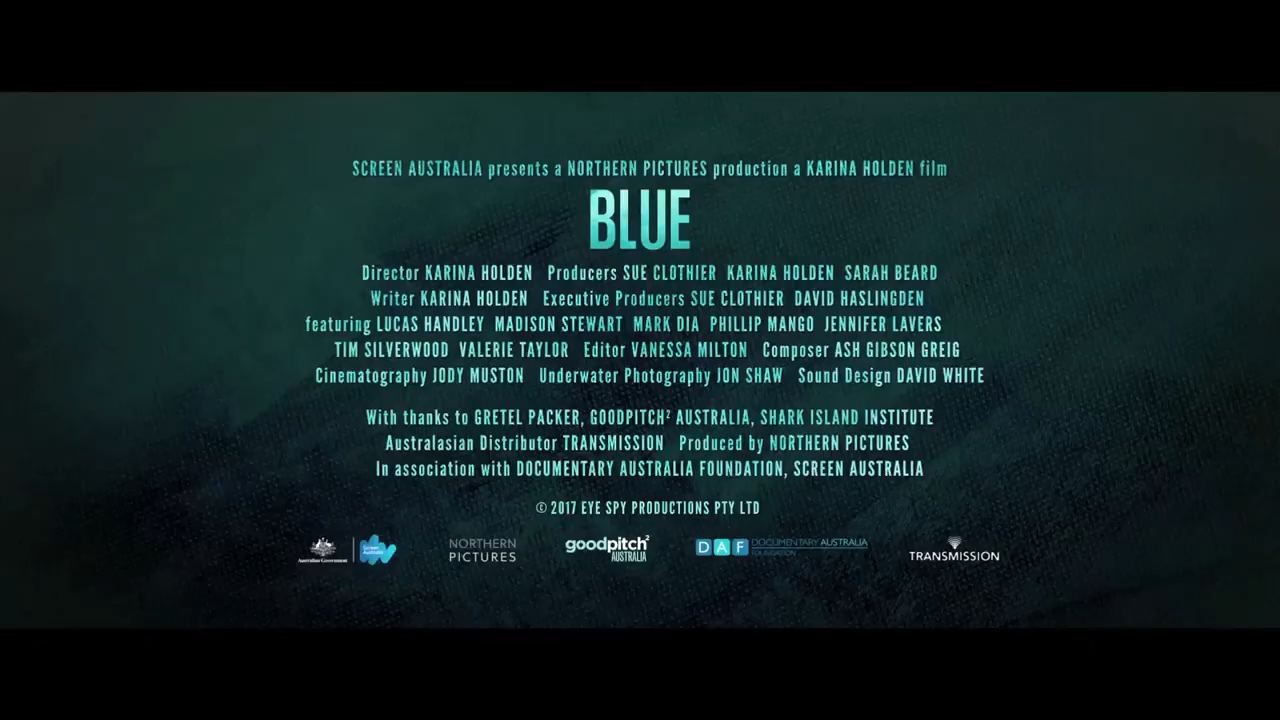 SCREEN AUSTRALIA presents a NORTHERN PICTURES production a KARINA HOLDEN film
BLUE
Director KARINA HOLDEN Producers SUE CLOTHIER KARINA HOLDEN SARAH BEARD
Writer KARINA HOLDEN Executive Producers SUE CLOTHIER DAVID HASLINGDEN
featuring LUCAS HANDLEY MADISON STEWART MARK DIA PHILLIP MANGO JENNIFER LAVERS
TIM SILVERWOOD VALERIE TAYLOR Editor VANESSA MILTON Composer ASH GIBSON GREIG
Cinematography JODY MUSTON Underwater Photography JON SHAW Sound Design DAVID WHITE
With thanks to GRETEL PACKER, GOODPITCH² AUSTRALIA, SHARK ISLAND INSTITUTE
Australasian Distributor TRANSMISSION Produced by NORTHERN PICTURES
In association with DOCUMENTARY AUSTRALIA FOUNDATION, SCREEN AUSTRALIA
© 2017 EYE SPY PRODUCTIONS PTY LTD
Australian Government
Screen Australia
NORTHERN
PICTURES
goodpitch²
AUSTRALIA
DAF DOCUMENTARY AUSTRALIA
FOUNDATION
TRANSMISSION